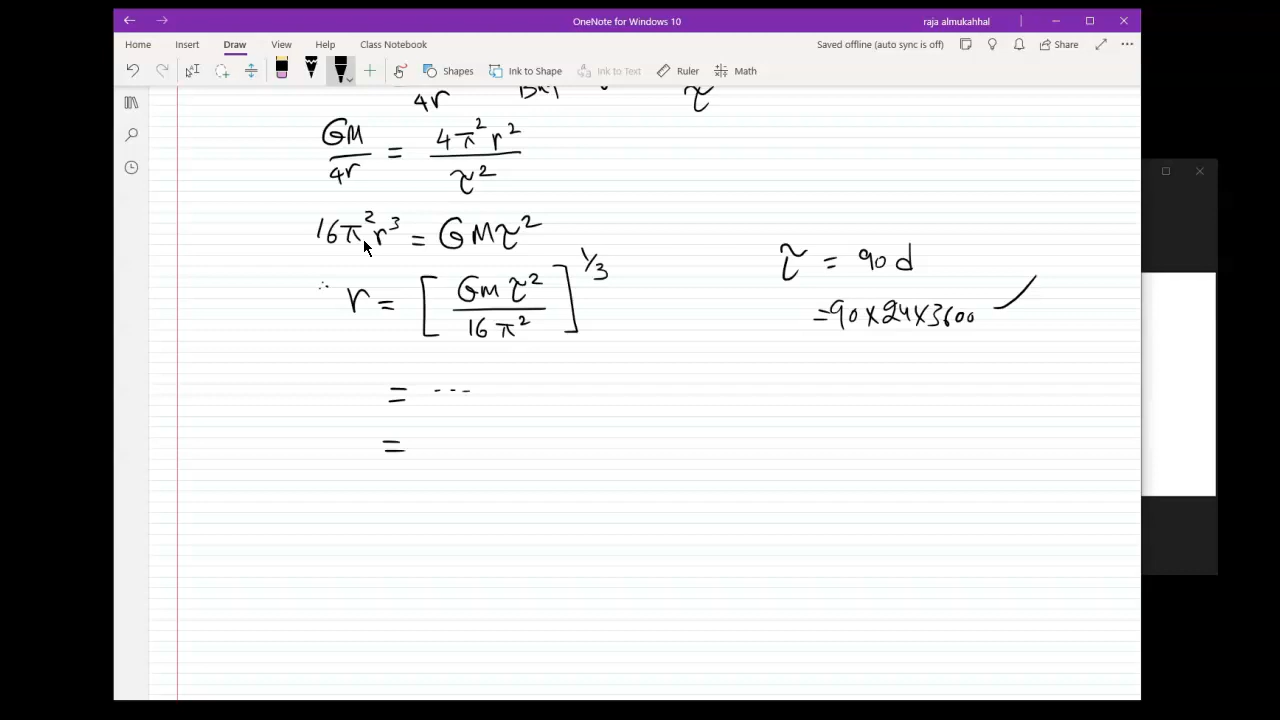 OneNote for Windows 10
raja almukahhal
Home Insert Draw View Help Class Notebook
Saved offline (auto sync is off) Share
Shapes Ink to Shape Ink to Text Ruler Math
4r τ
GM/4r = 4π²r²/τ²
16π²r³ = GMτ²
∴ r = [GMτ²/16π²]^1/3
τ = 90 d
=90×24×3600
= ---
=